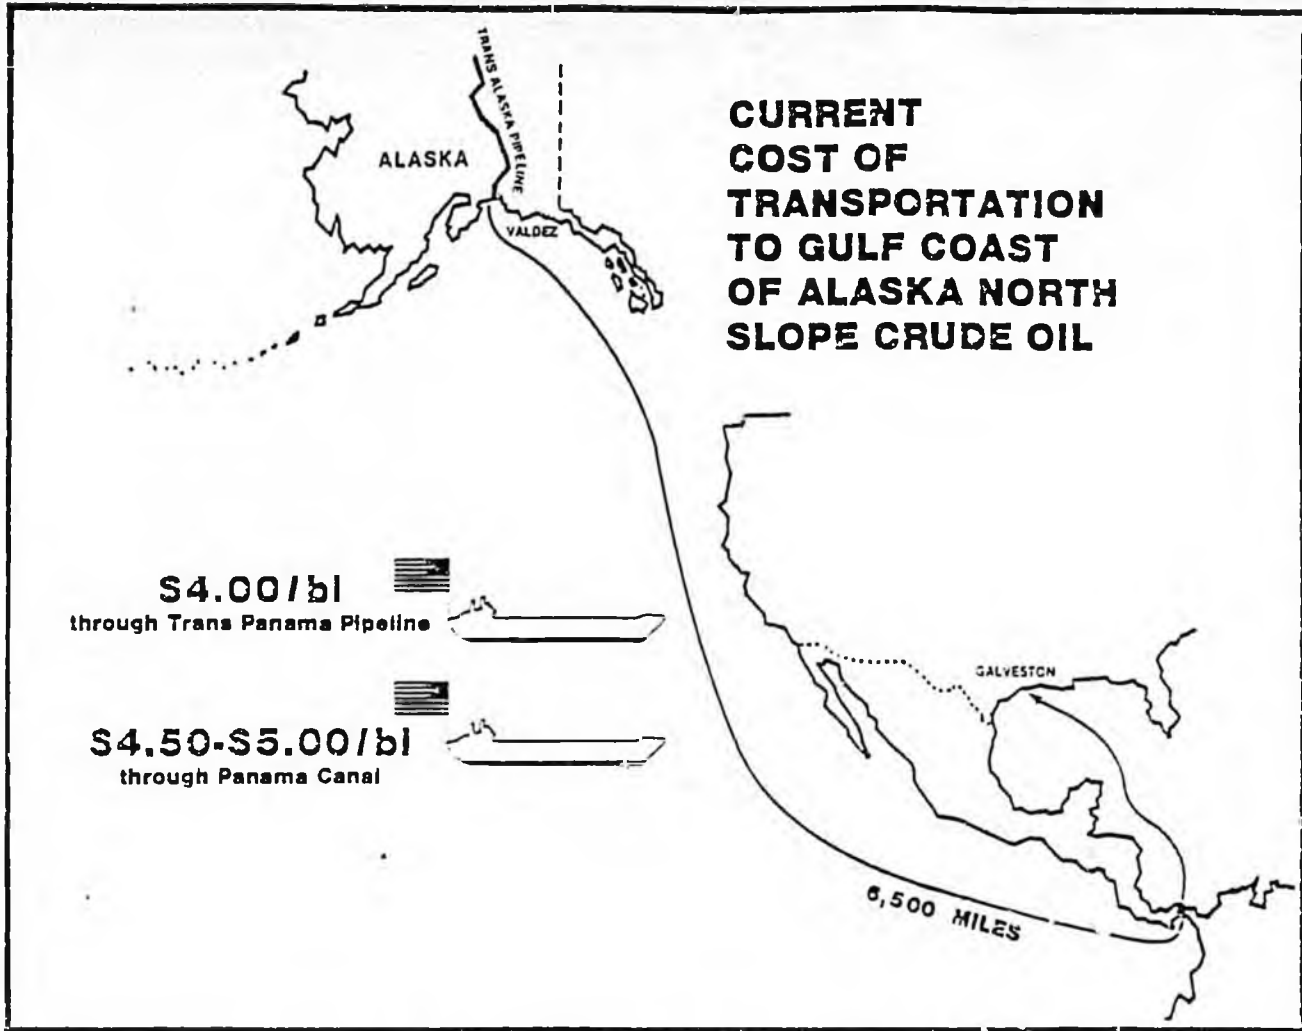 TRANS ALASKA PIPELINE
ALASKA
VALDEZ
CURRENT
COST OF
TRANSPORTATION
TO GULF COAST
OF ALASKA NORTH
SLOPE CRUDE OIL
$4.00/bl
through Trans Panama Pipeline
$4.50-$5.00/bl
through Panama Canal
GALVESTON
6,500 MILES